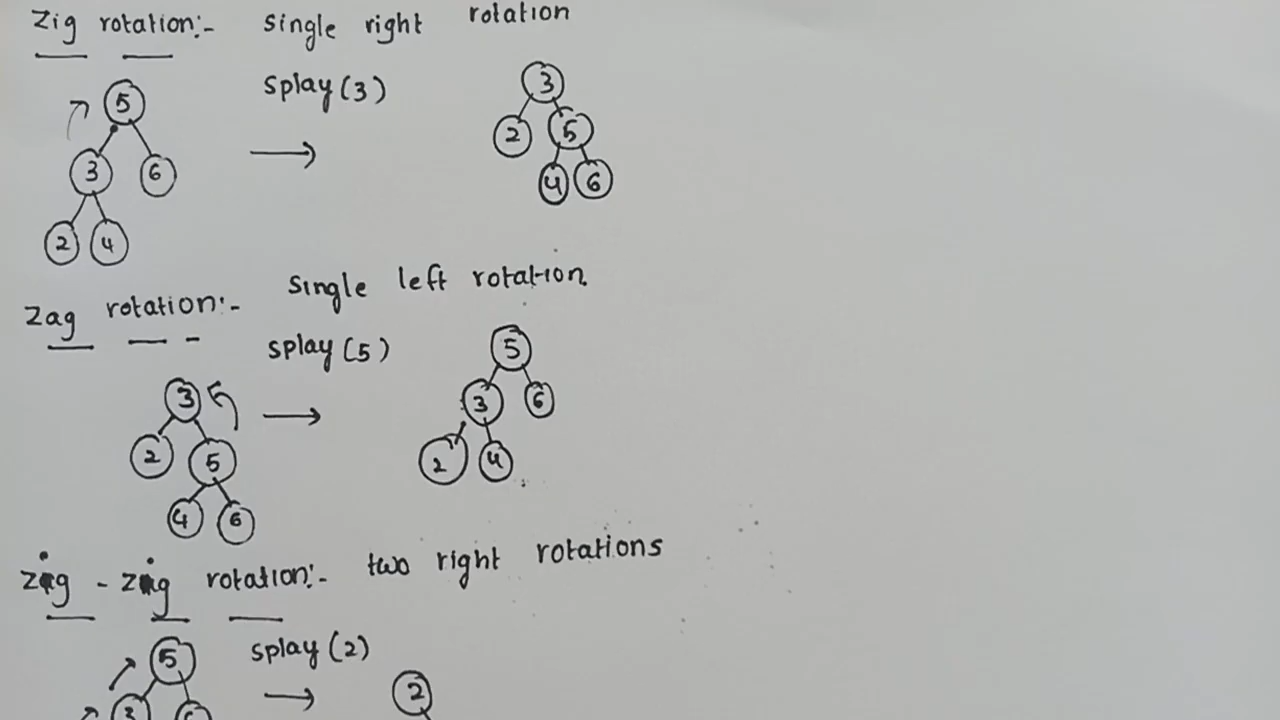 Zig rotation:- single right rotation
splay(3)
5
3
3 6
2 5
2 4
4 6
Zag rotation:- single left rotation
splay(5)
3
5
2 5
3 6
4 6
2 4
zig - zig rotation:- two right rotations
splay(2)
5
2
3